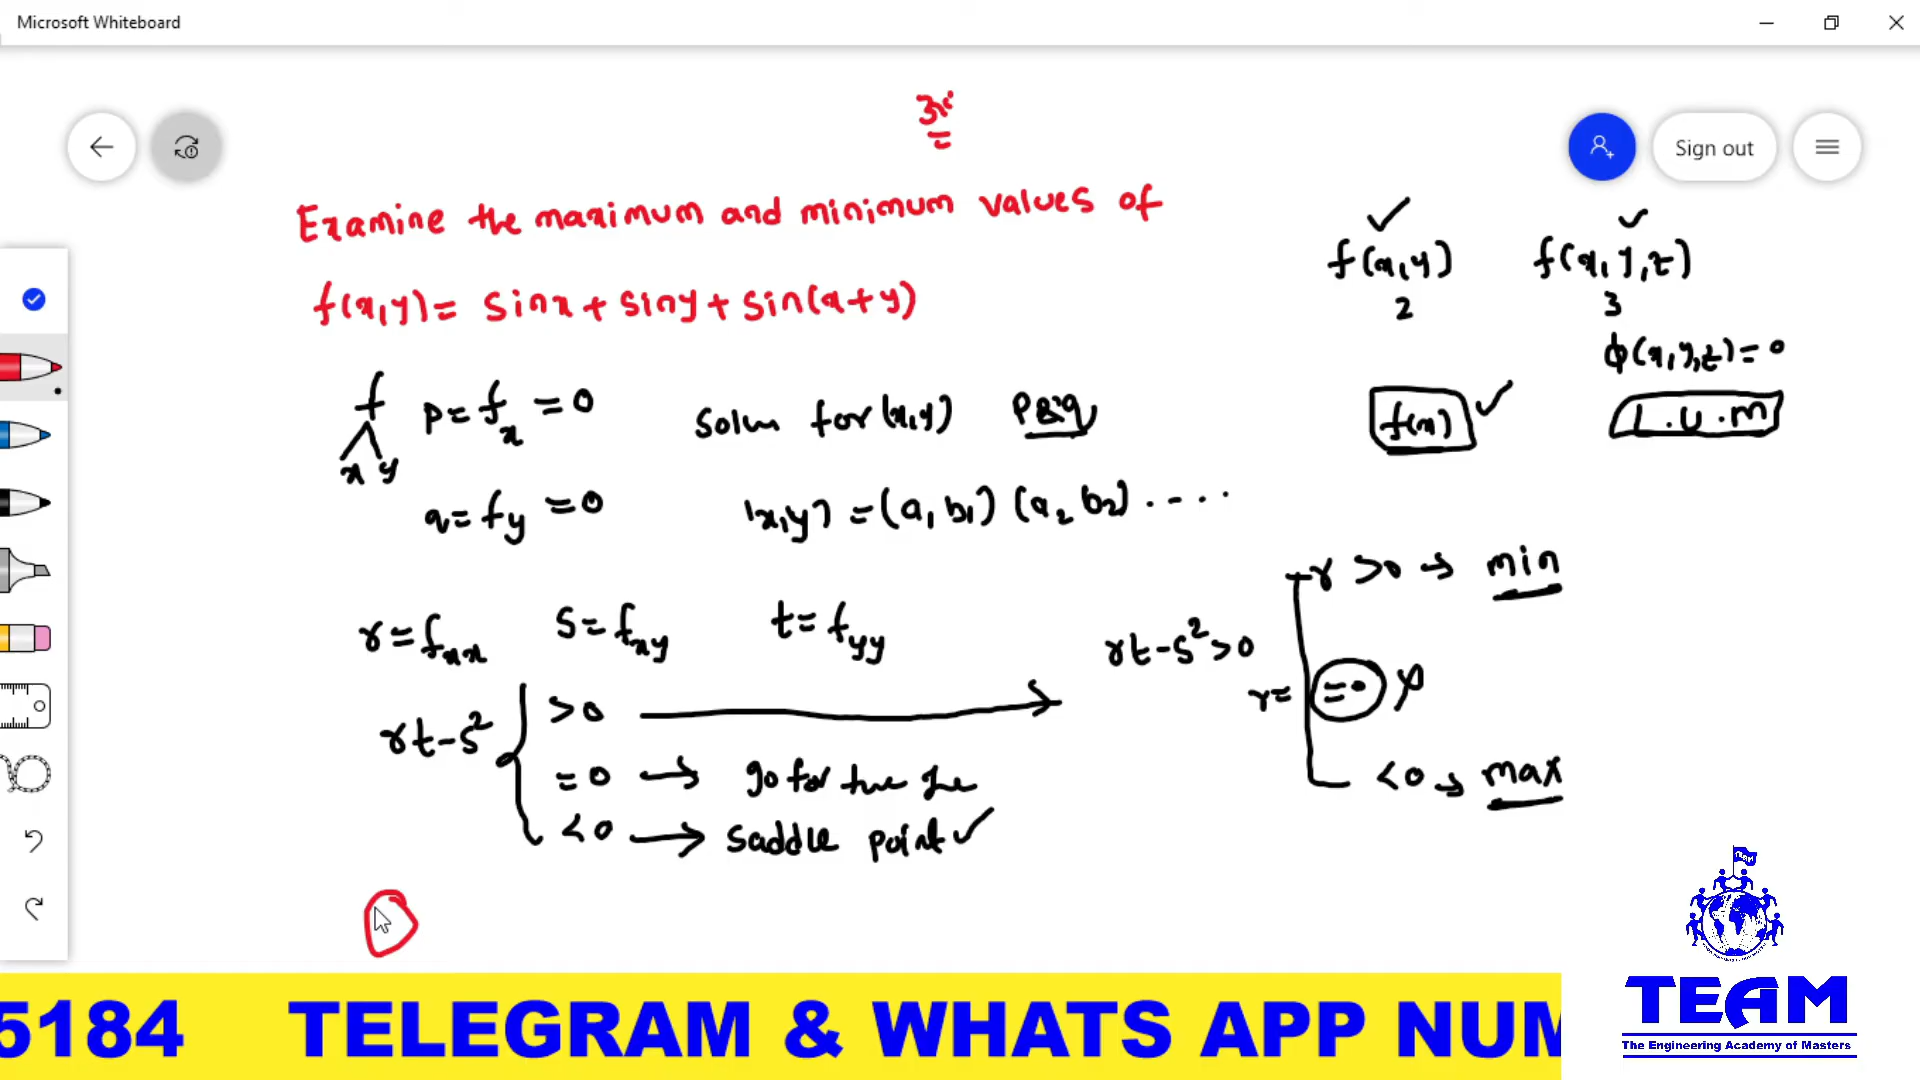 Microsoft Whiteboard
Sign out
Examine the maximum and minimum values of
f(x,y) = sinx + siny + sin(x+y)
f(x,y) f(x,y,z)
2 3
φ(x,y,z)=0
f(x) L.U.M
f P = fx = 0 Solve for (x,y) P&q
x y
q = fy = 0 (x,y) = (a1 b1) (a2 b2) ....
r = fxx S = fxy t = fyy
rt-s² >0
=0 → go for the
<0 → saddle point ✓
rt-s²>0
r >0 → min
r= =0
<0 → max
5184 TELEGRAM & WHATS APP NUM
TEAM
TEAM
The Engineering Academy of Masters